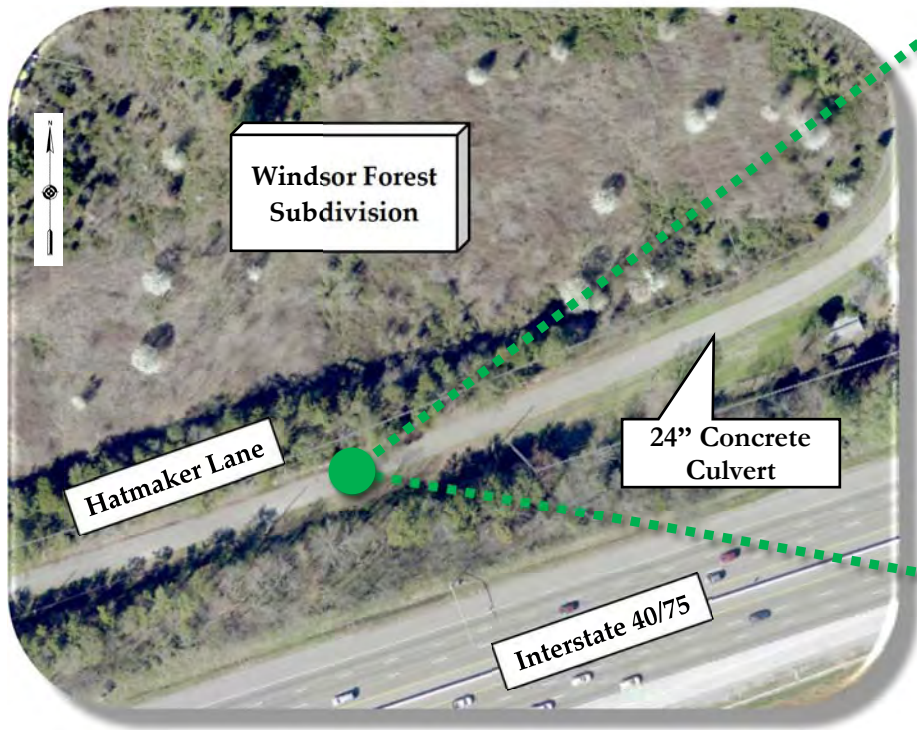 N
Windsor Forest
Subdivision
24” Concrete
Culvert
Hatmaker Lane
Interstate 40/75